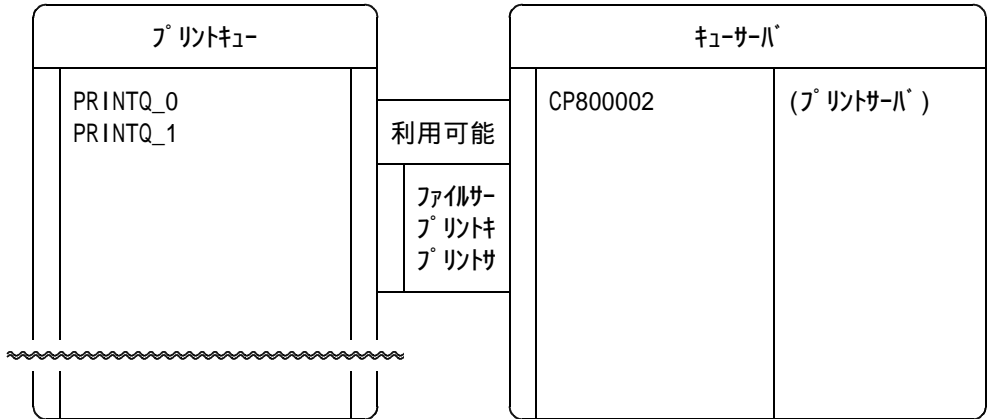 ﾌﾟﾘﾝﾄｷｭｰ
PRINTQ_0
PRINTQ_1
利用可能
ﾌｧｲﾙｻｰ
ﾌﾟﾘﾝﾄｷ
ﾌﾟﾘﾝﾄｻ
ｷｭｰｻｰﾊﾞ
CP800002 (ﾌﾟﾘﾝﾄｻｰﾊﾞ)